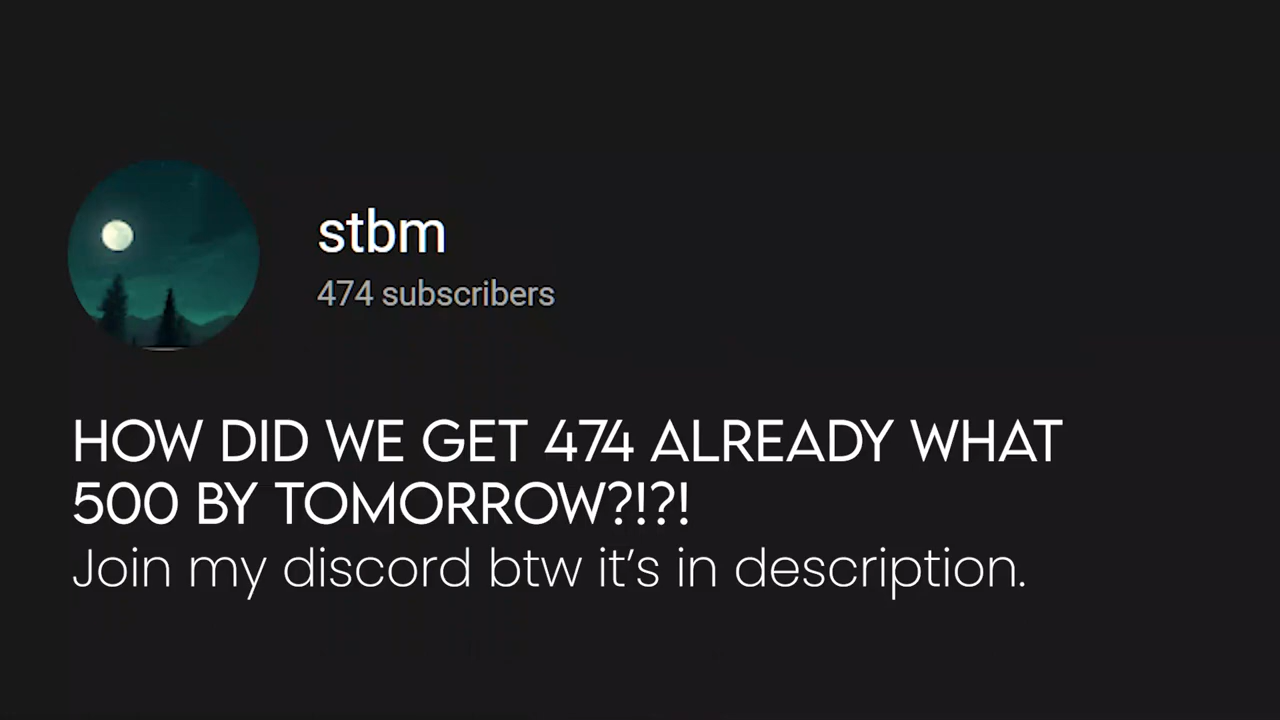 stbm
474 subscribers
HOW DID WE GET 474 ALREADY WHAT
500 BY TOMORROW?!?!
Join my discord btw it’s in description.